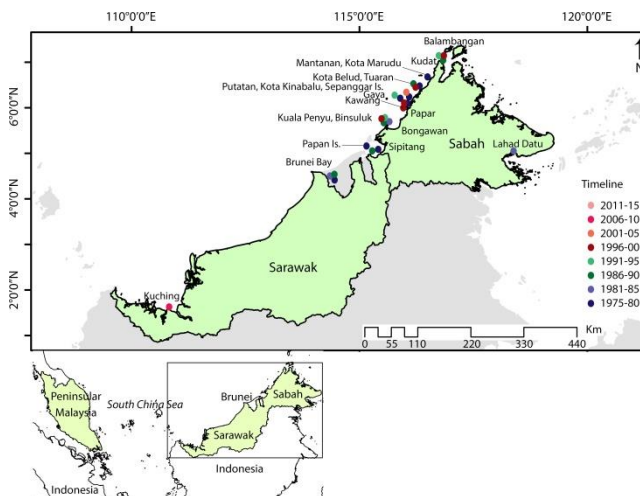 110°0'0"E
115°0'0"E
120°0'0"E
Balambangan
N
Mantanan, Kota Marudu
Kudat
Kota Belud, Tuaran
Putatan, Kota Kinabalu, Sepanggar Is.
Gaya
Kawang
6°0'0"N
Papar
Kuala Penyu, Binsuluk
Bongawan
Sabah
Lahad Datu
Papan Is.
Sipitang
Brunei Bay
4°0'0"N
Timeline
2011-15
2006-10
2001-05
1996-00
1991-95
1986-90
1981-85
1975-80
Sarawak
2°0'0"N
Kuching
Km
0 55 110 220 330 440
Peninsular
Malaysia
South China Sea
Brunei
Sabah
Sarawak
Indonesia
Indonesia